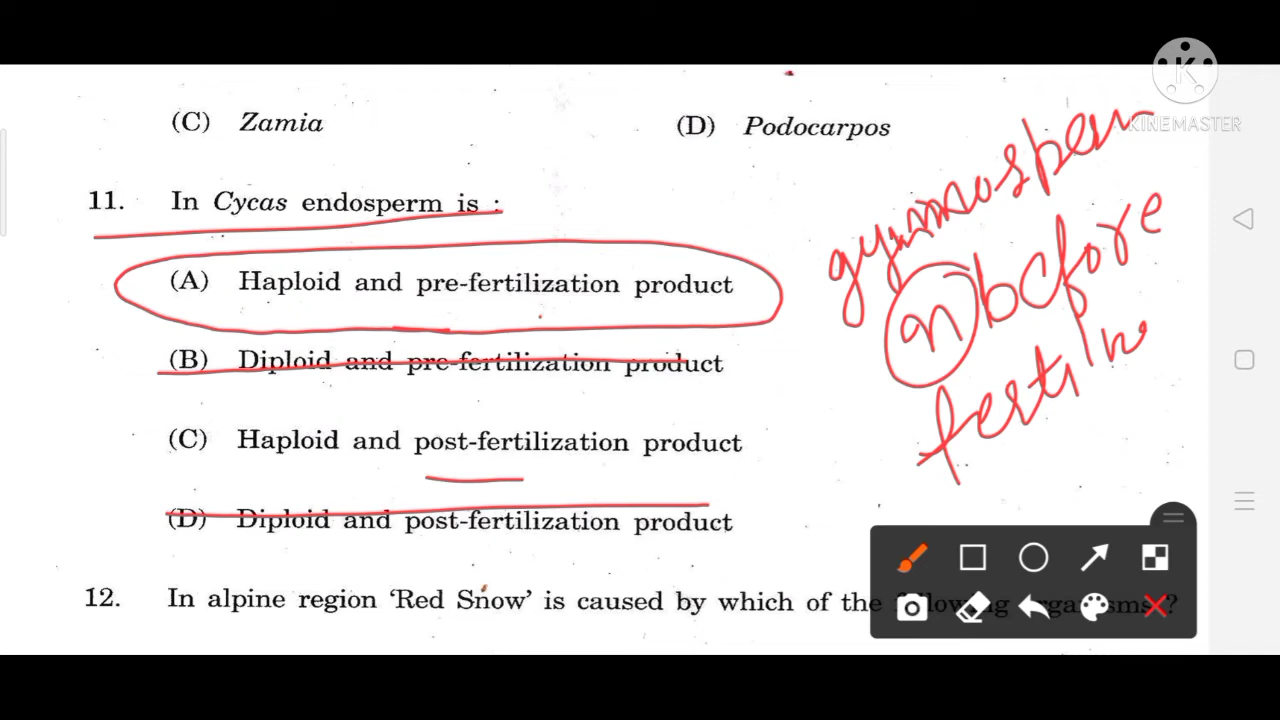 (C) Zamia (D) Podocarpos
KINEMASTER
11. In Cycas endosperm is :
(A) Haploid and pre-fertilization product
(B) Diploid and pre-fertilization product
(C) Haploid and post-fertilization product
(D) Diploid and post-fertilization product
12. In alpine region ‘Red Snow’ is caused by which of the following organisms ?
gymnosperm
n before